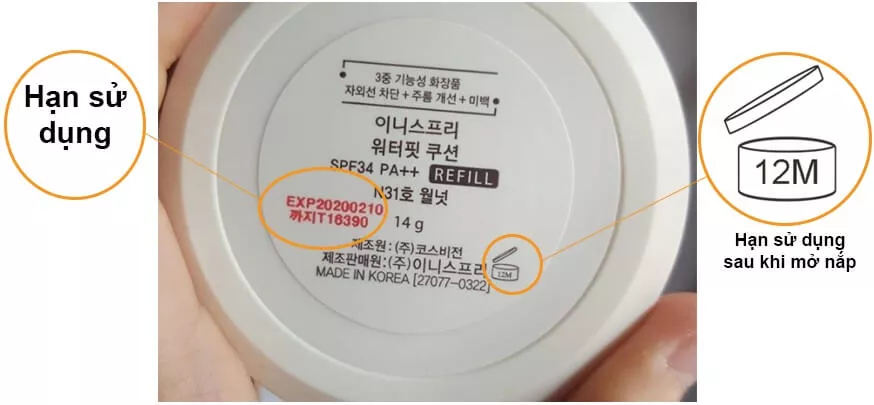 Hạn sử
dụng
3중 기능성 화장품
자외선 차단 + 주름 개선 + 미백
이니스프리
워터핏 쿠션
SPF34 PA++ REFILL
N31호 월넛
EXP20200210
까지T16390
14 g
제조원 : (주)코스비전
제조판매원 : (주)이니스프리
MADE IN KOREA [27077-0322]
12M
12M
Hạn sử dụng
sau khi mở nắp